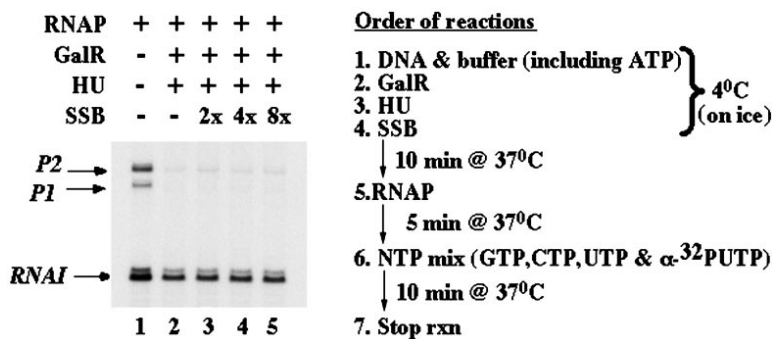 RNAP + + + + +
GalR - + + + +
HU - + + + +
SSB - - 2x 4x 8x
P2
P1
RNAI
1 2 3 4 5
Order of reactions
1. DNA & buffer (including ATP)
2. GalR
3. HU
4. SSB
4⁰C
(on ice)
10 min @ 37⁰C
5.RNAP
5 min @ 37⁰C
6. NTP mix (GTP,CTP,UTP & α-³²PUTP)
10 min @ 37⁰C
7. Stop rxn